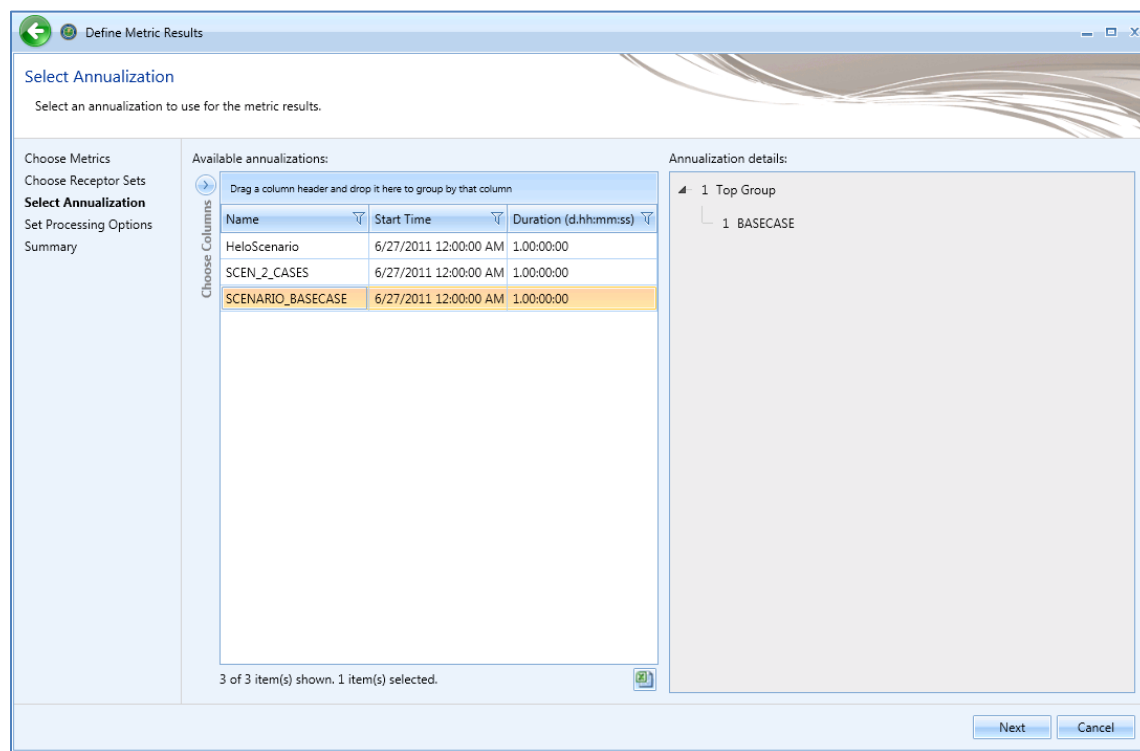 Define Metric Results
Select Annualization
Select an annualization to use for the metric results.
Choose Metrics
Choose Receptor Sets
Select Annualization
Set Processing Options
Summary
Available annualizations:
Choose Columns
Drag a column header and drop it here to group by that column
Name Start Time Duration (d.hh:mm:ss)
HeloScenario 6/27/2011 12:00:00 AM 1.00:00:00
SCEN_2_CASES 6/27/2011 12:00:00 AM 1.00:00:00
SCENARIO_BASECASE 6/27/2011 12:00:00 AM 1.00:00:00
3 of 3 item(s) shown. 1 item(s) selected.
Annualization details:
1 Top Group
1 BASECASE
Next Cancel